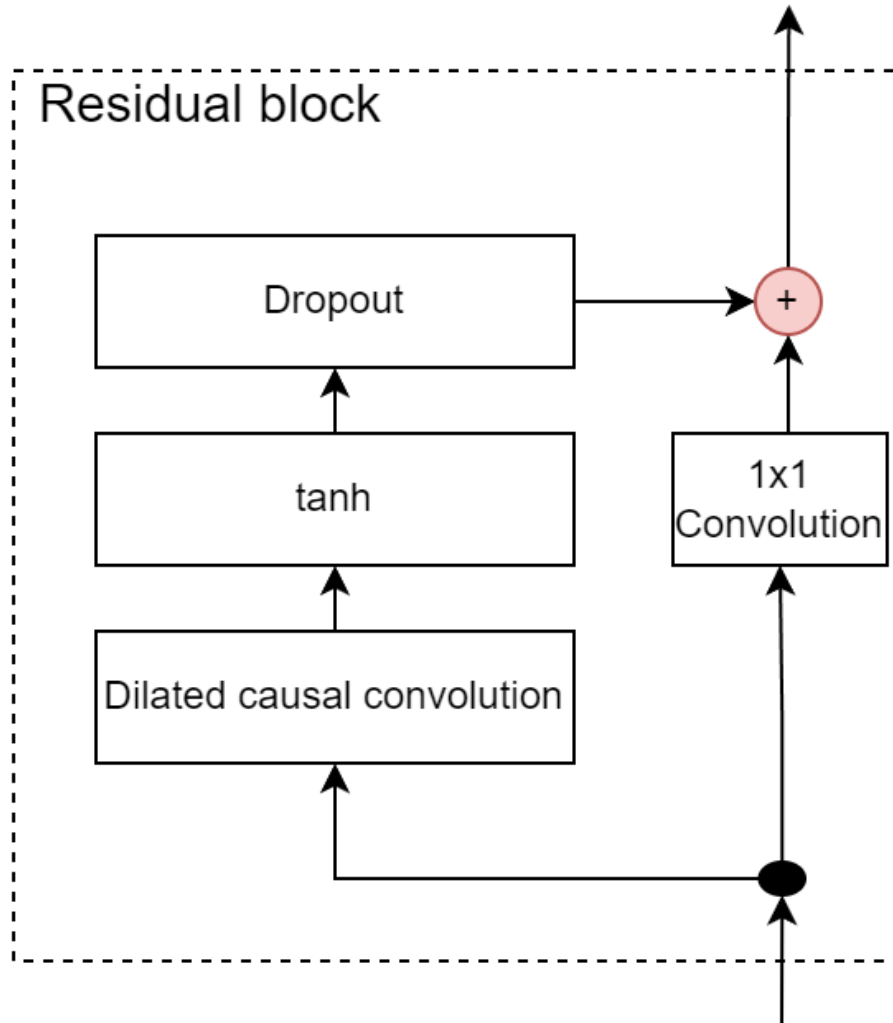 Residual block
Dropout
+
tanh
1x1
Convolution
Dilated causal convolution